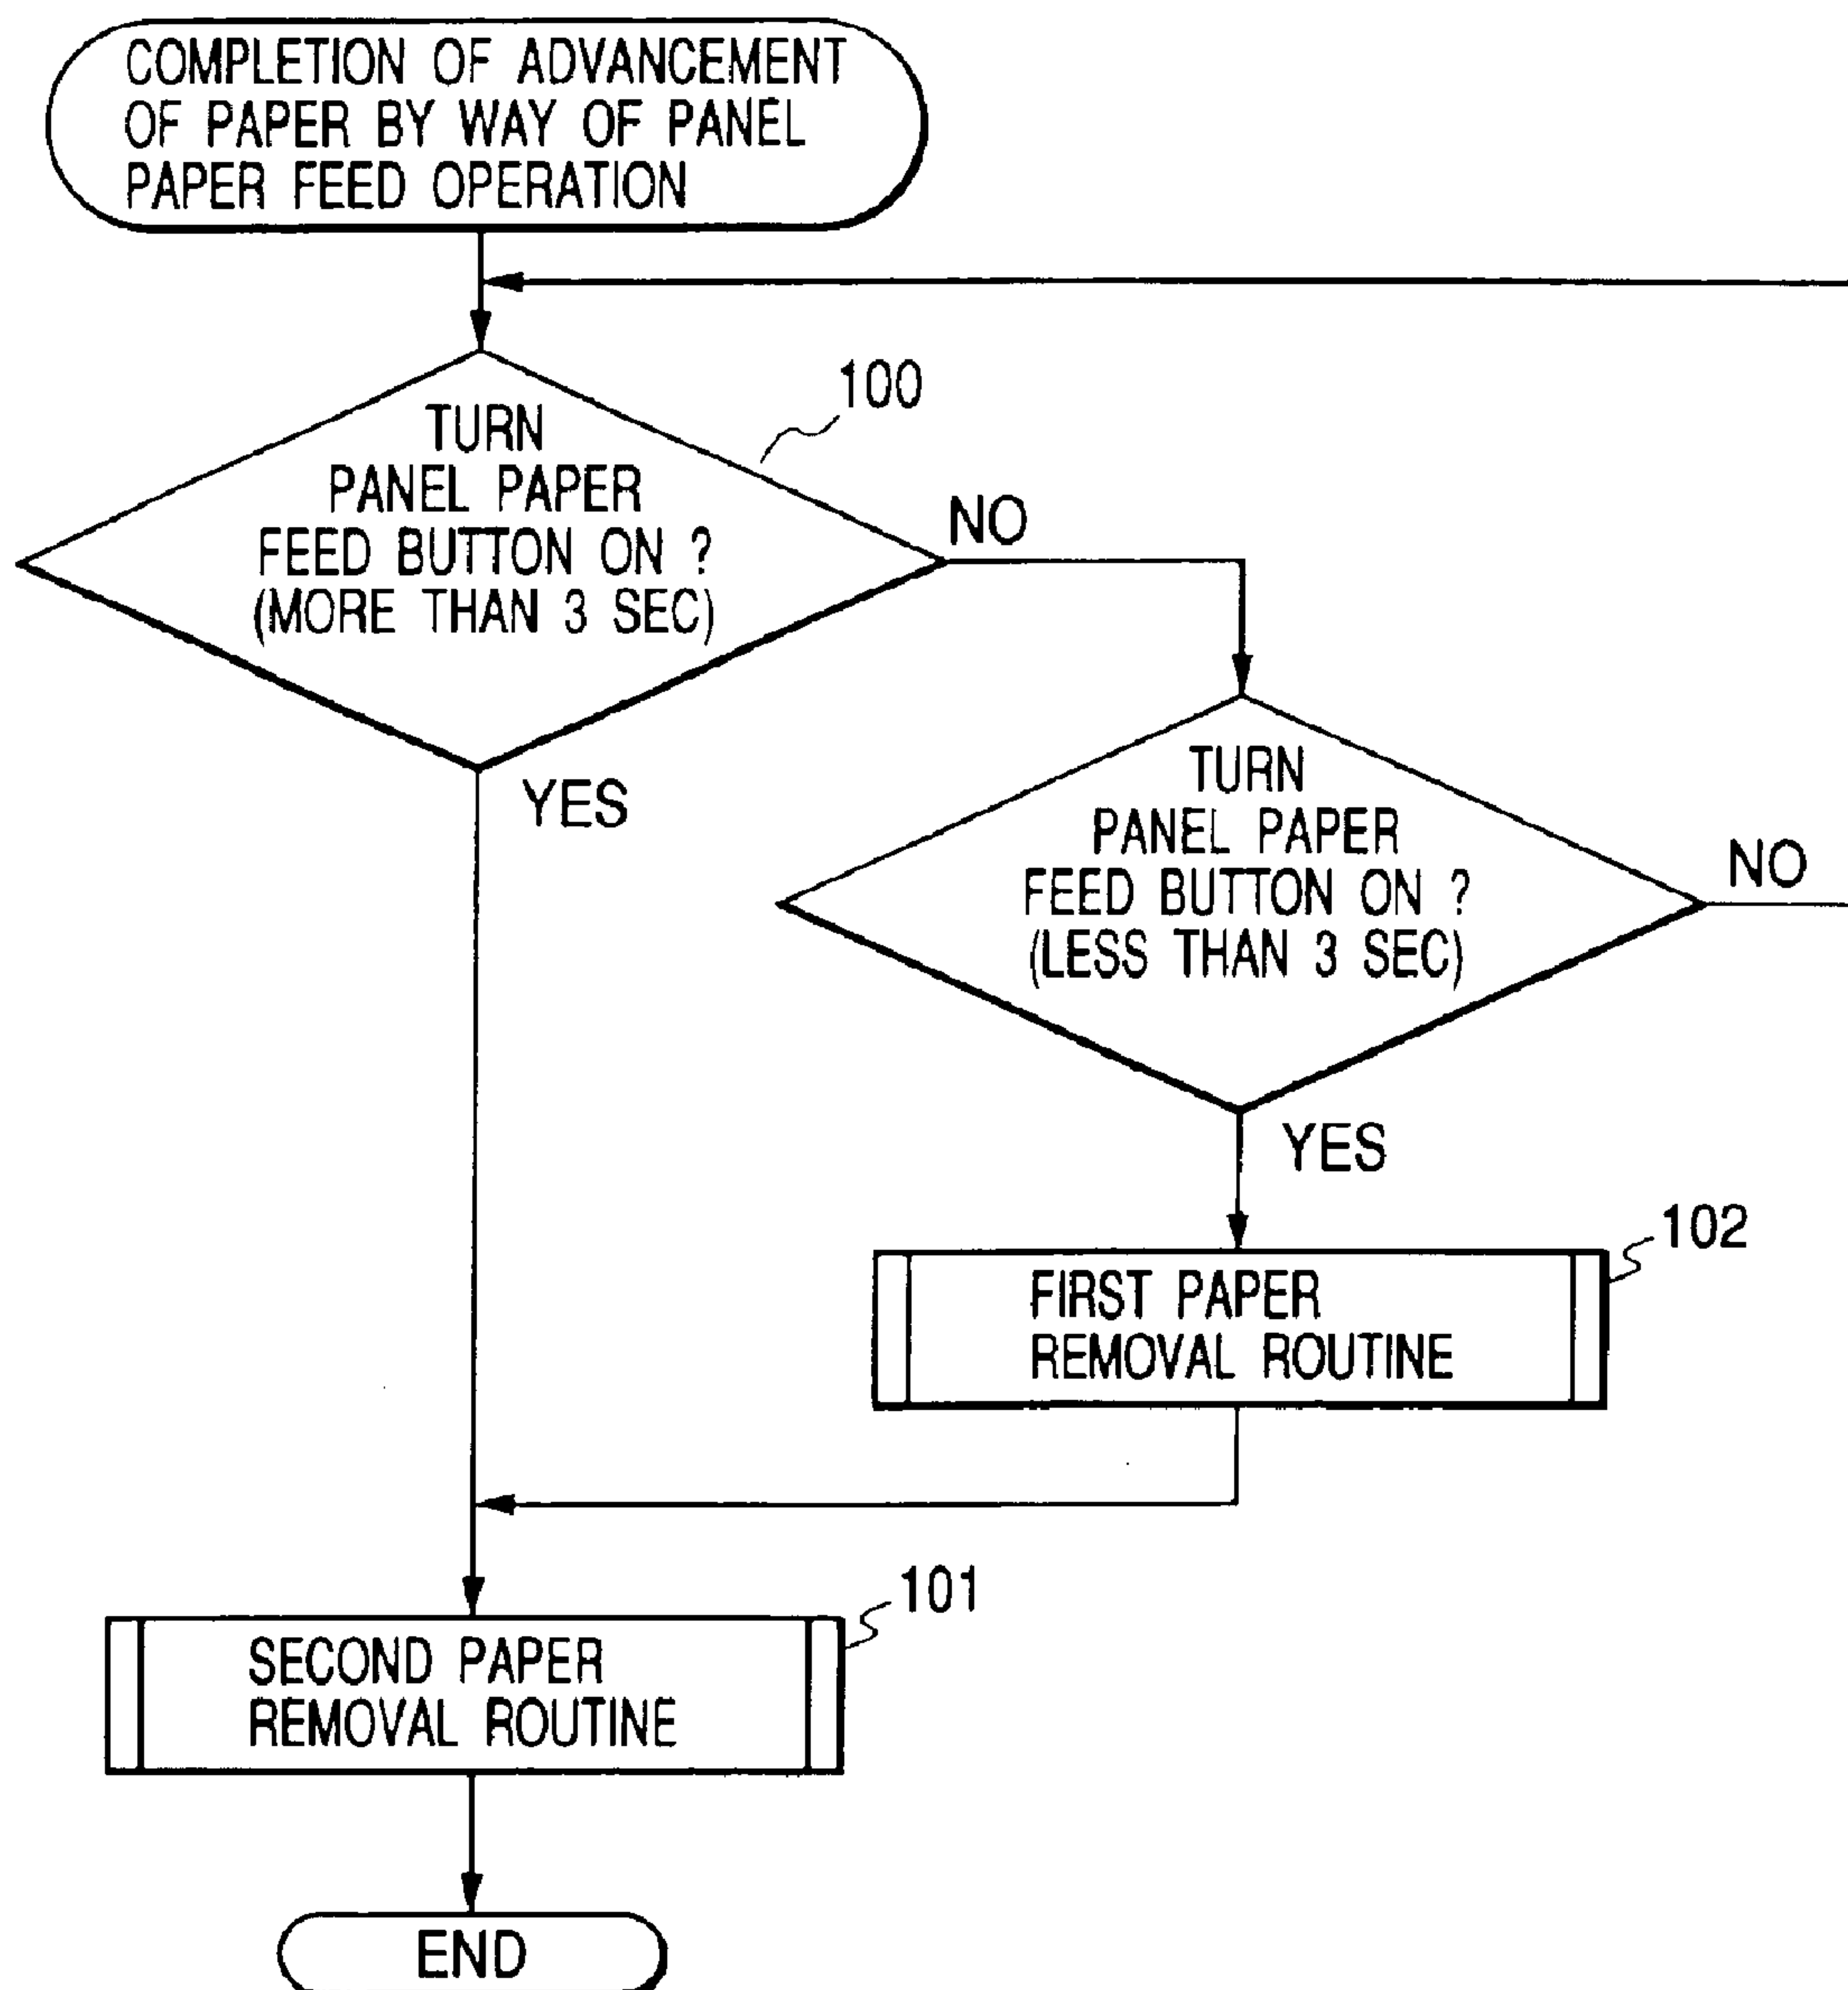 COMPLETION OF ADVANCEMENT
OF PAPER BY WAY OF PANEL
PAPER FEED OPERATION
100
TURN
PANEL PAPER
FEED BUTTON ON ?
(MORE THAN 3 SEC)
NO
YES
TURN
PANEL PAPER
FEED BUTTON ON ?
(LESS THAN 3 SEC)
NO
YES
102
FIRST PAPER
REMOVAL ROUTINE
101
SECOND PAPER
REMOVAL ROUTINE
END